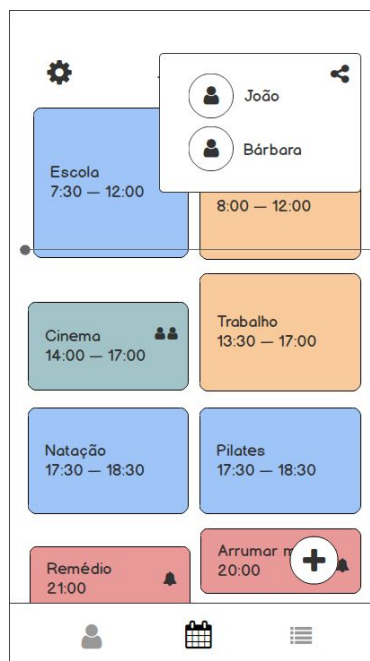 João
Bárbara
Escola
7:30 — 12:00
8:00 — 12:00
Cinema
14:00 — 17:00
Trabalho
13:30 — 17:00
Natação
17:30 — 18:30
Pilates
17:30 — 18:30
Remédio
21:00
Arrumar
20:00